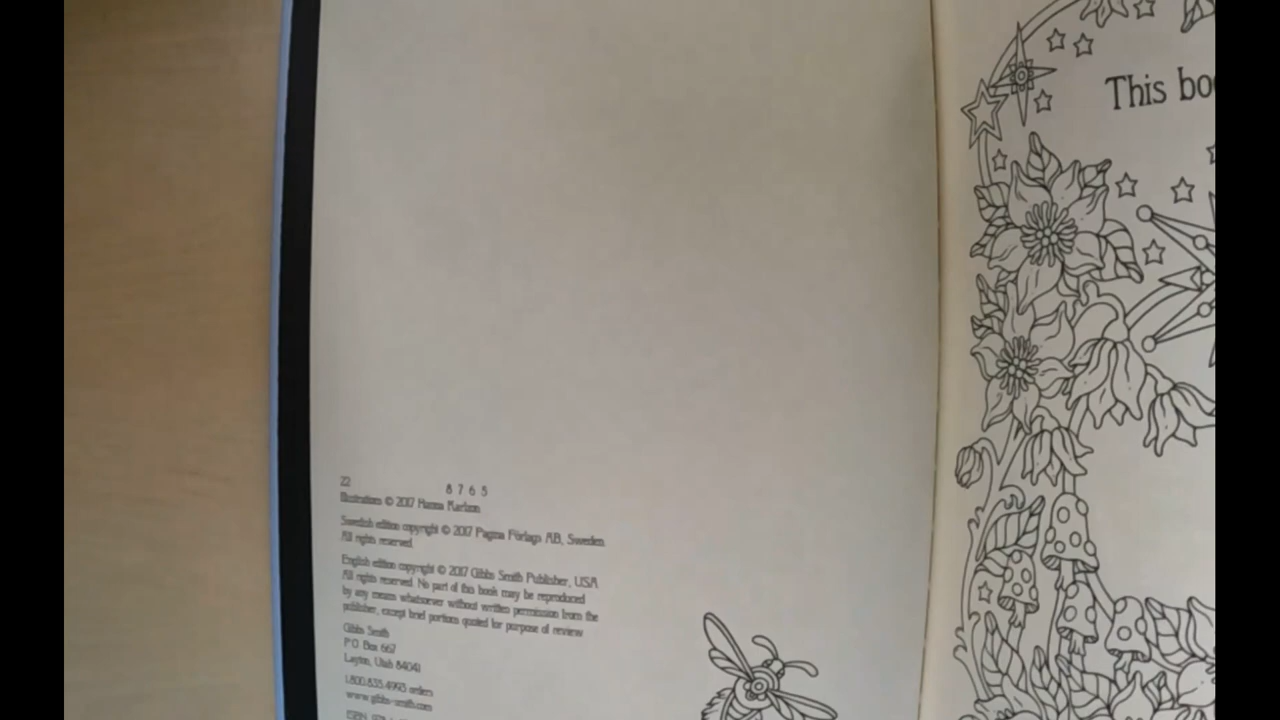 22 8 7 6 5
Illustrations © 2017 Hanna Karlzon
Swedish edition copyright © 2017 Pagina Förlags AB, Sweden.
All rights reserved.
English edition copyright © 2017 Gibbs Smith Publisher, USA
All rights reserved. No part of this book may be reproduced
by any means whatsoever without written permission from the
publisher, except brief portions quoted for purpose of review
Gibbs Smith
P.O. Box 667
Layton, Utah 84041
1.800.835.4993 orders
www.gibbs-smith.com
This